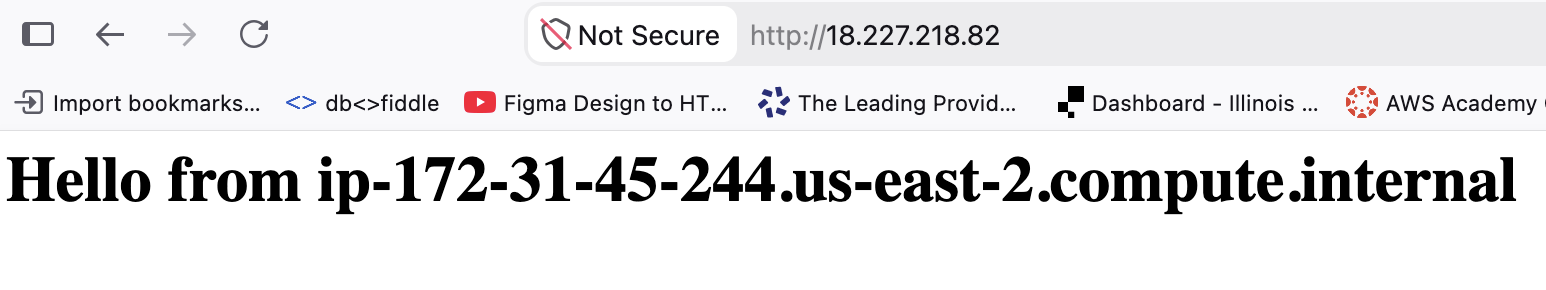 Not Secure http://18.227.218.82
Import bookmarks... <> db<>fiddle Figma Design to HT... The Leading Provid... Dashboard - Illinois ... AWS Academy
Hello from ip-172-31-45-244.us-east-2.compute.internal